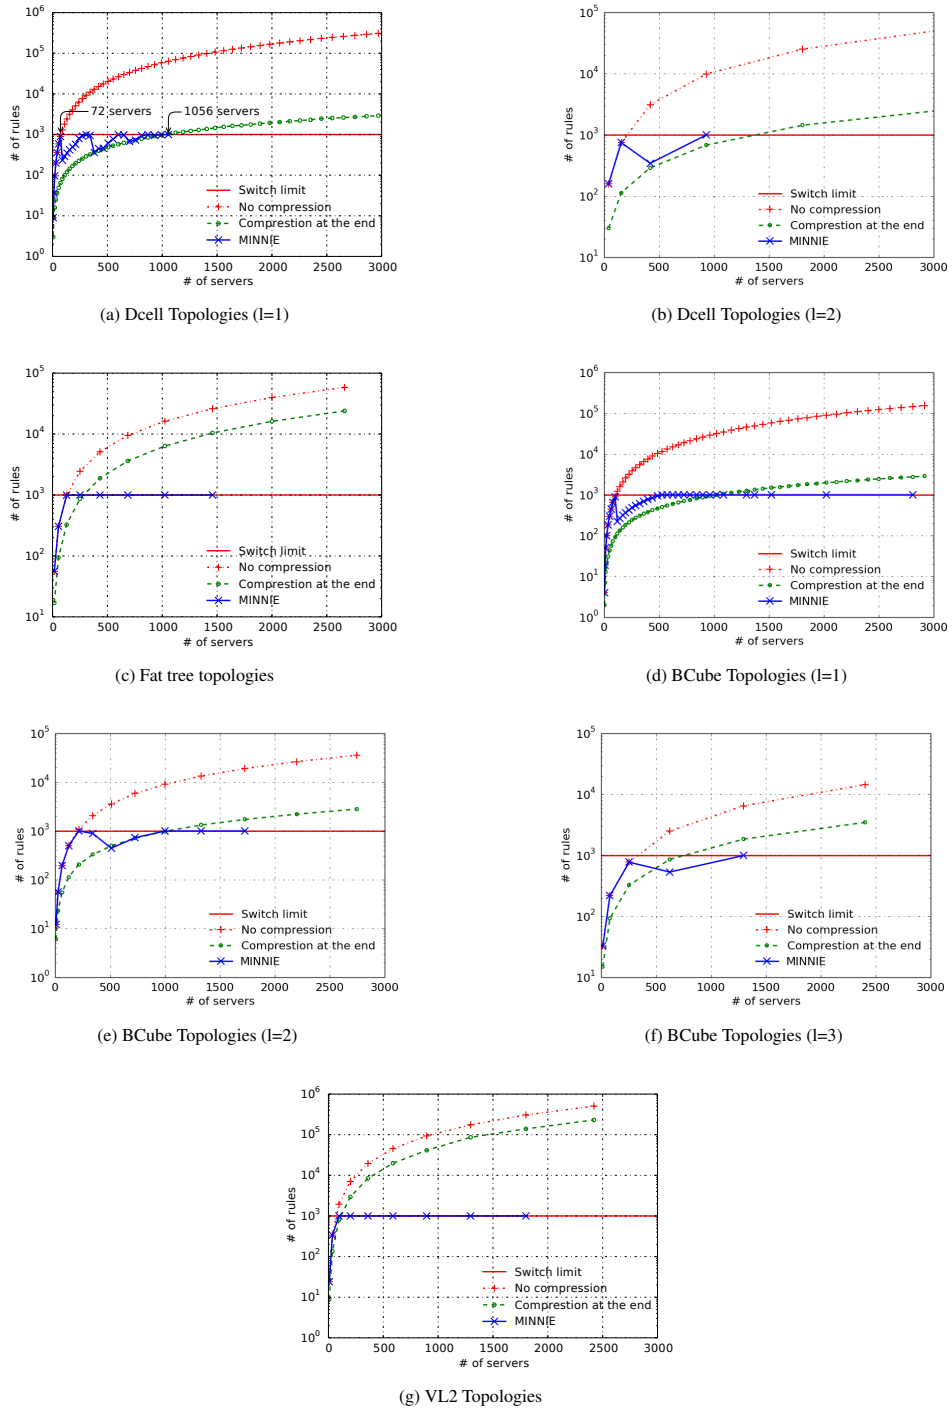 10^6
10^5
10^4
10^3
10^2
10^1
10^0
# of rules
72 servers
1056 servers
Switch limit
No compression
Comprestion at the end
MINNIE
0 500 1000 1500 2000 2500 3000
# of servers
(a) Dcell Topologies (l=1)
10^5
10^4
10^3
10^2
10^1
# of rules
Switch limit
No compression
Comprestion at the end
MINNIE
0 500 1000 1500 2000 2500 3000
# of servers
(b) Dcell Topologies (l=2)
10^5
10^4
10^3
10^2
10^1
# of rules
Switch limit
No compression
Comprestion at the end
MINNIE
0 500 1000 1500 2000 2500 3000
# of servers
(c) Fat tree topologies
10^6
10^5
10^4
10^3
10^2
10^1
10^0
# of rules
Switch limit
No compression
Comprestion at the end
MINNIE
0 500 1000 1500 2000 2500 3000
# of servers
(d) BCube Topologies (l=1)
10^5
10^4
10^3
10^2
10^1
10^0
# of rules
Switch limit
No compression
Comprestion at the end
MINNIE
0 500 1000 1500 2000 2500 3000
# of servers
(e) BCube Topologies (l=2)
10^5
10^4
10^3
10^2
10^1
# of rules
Switch limit
No compression
Comprestion at the end
MINNIE
0 500 1000 1500 2000 2500 3000
# of servers
(f) BCube Topologies (l=3)
10^6
10^5
10^4
10^3
10^2
10^1
10^0
# of rules
Switch limit
No compression
Comprestion at the end
MINNIE
0 500 1000 1500 2000 2500 3000
# of servers
(g) VL2 Topologies